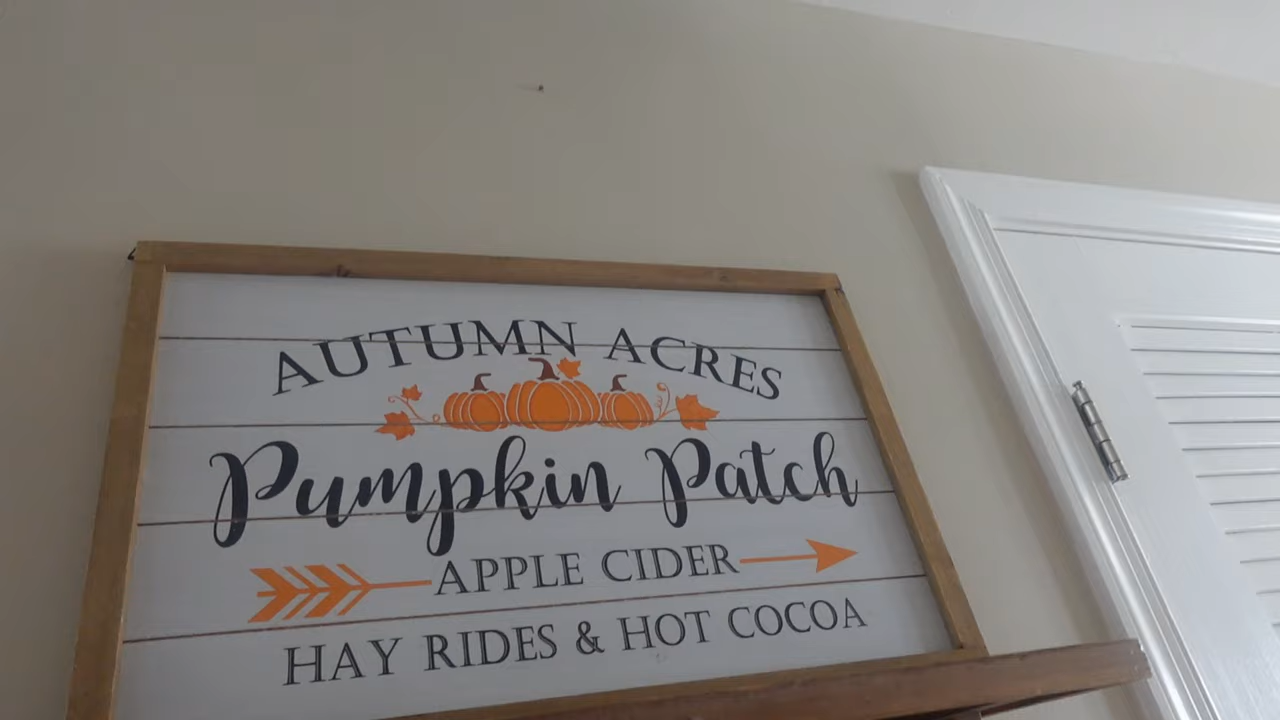 AUTUMN ACRES
Pumpkin Patch
APPLE CIDER
HAY RIDES & HOT COCOA